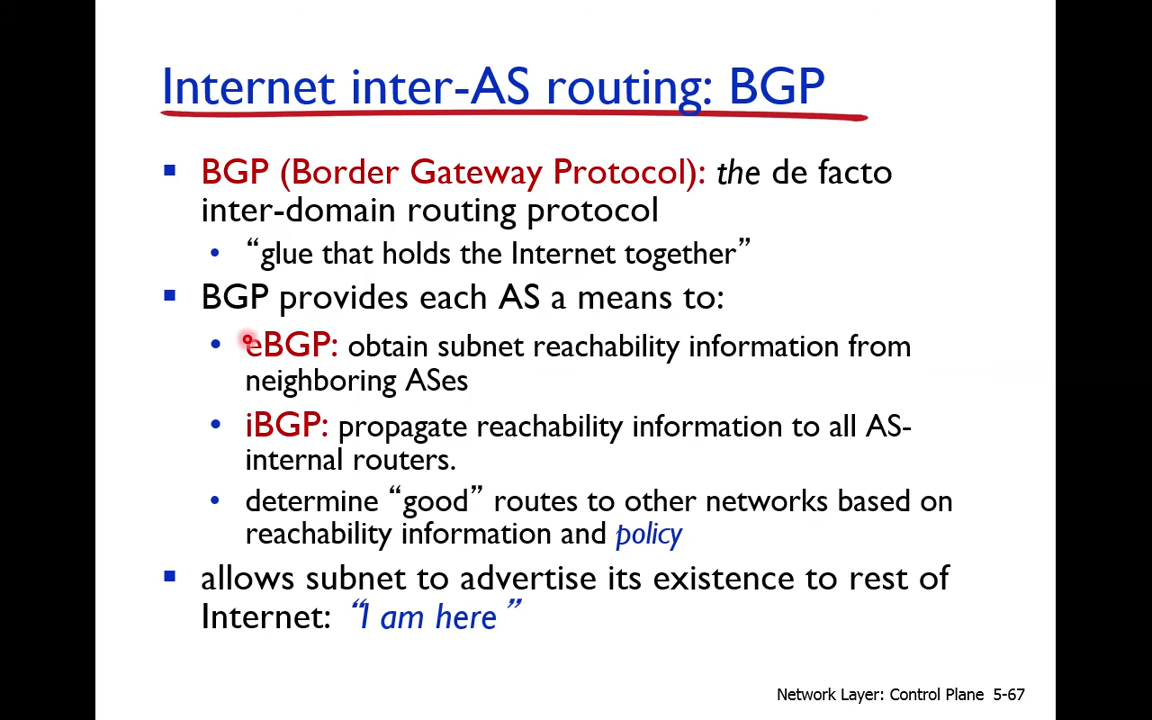 Internet inter-AS routing: BGP
▪ BGP (Border Gateway Protocol): the de facto
inter-domain routing protocol
• “glue that holds the Internet together”
▪ BGP provides each AS a means to:
• eBGP: obtain subnet reachability information from
neighboring ASes
• iBGP: propagate reachability information to all AS-
internal routers.
• determine “good” routes to other networks based on
reachability information and policy
▪ allows subnet to advertise its existence to rest of
Internet: “I am here”
Network Layer: Control Plane 5-67